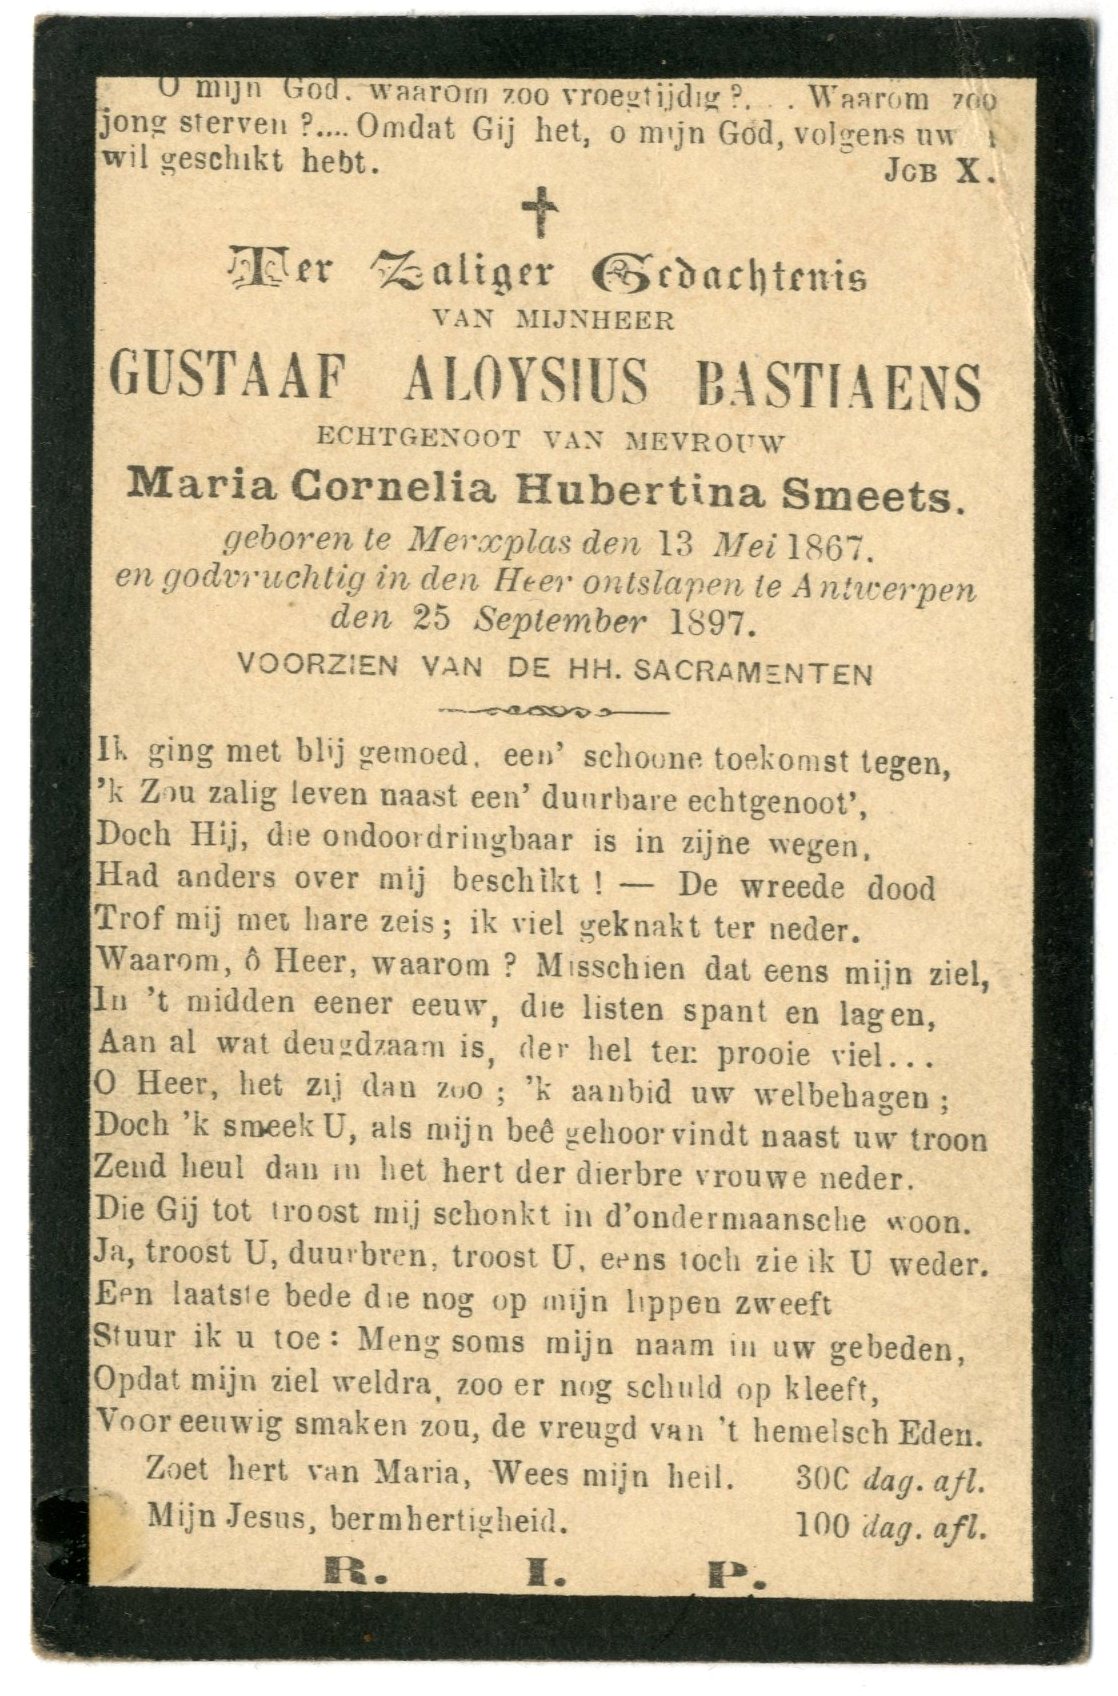 O mijn God, waarom zoo vroegtijdig?... Waarom zoo
jong sterven ?.... Omdat Gij het, o mijn God, volgens uw
wil geschikt hebt. JOB X.
✝
Ter Zaliger Gedachtenis
VAN MIJNHEER
GUSTAAF ALOYSIUS BASTIAENS
ECHTGENOOT VAN MEVROUW
Maria Cornelia Hubertina Smeets.
geboren te Merxplas den 13 Mei 1867.
en godvruchtig in den Heer ontslapen te Antwerpen
den 25 September 1897.
VOORZIEN VAN DE HH. SACRAMENTEN
Ik ging met blij gemoed, een' schoone toekomst tegen,
'k Zou zalig leven naast een' duurbare echtgenoot',
Doch Hij, die ondoordringbaar is in zijne wegen,
Had anders over mij beschikt ! — De wreede dood
Trof mij met hare zeis ; ik viel geknakt ter neder.
Waarom, ô Heer, waarom ? Misschien dat eens mijn ziel,
In 't midden eener eeuw, die listen spant en lagen,
Aan al wat deugdzaam is, der hel ten prooie viel...
O Heer, het zij dan zoo ; 'k aanbid uw welbehagen ;
Doch 'k smeek U, als mijn beê gehoor vindt naast uw troon
Zend heul dan in het hert der dierbre vrouwe neder.
Die Gij tot troost mij schonkt in d'ondermaansche woon.
Ja, troost U, duurbren, troost U, eens toch zie ik U weder.
Een laatste bede die nog op mijn lippen zweeft
Stuur ik u toe : Meng soms mijn naam in uw gebeden,
Opdat mijn ziel weldra, zoo er nog schuld op kleeft,
Voor eeuwig smaken zou, de vreugd van 't hemelsch Eden.
Zoet hert van Maria, Wees mijn heil. 300 dag. afl.
Mijn Jesus, bermhertigheid. 100 dag. afl.
R. I. P.